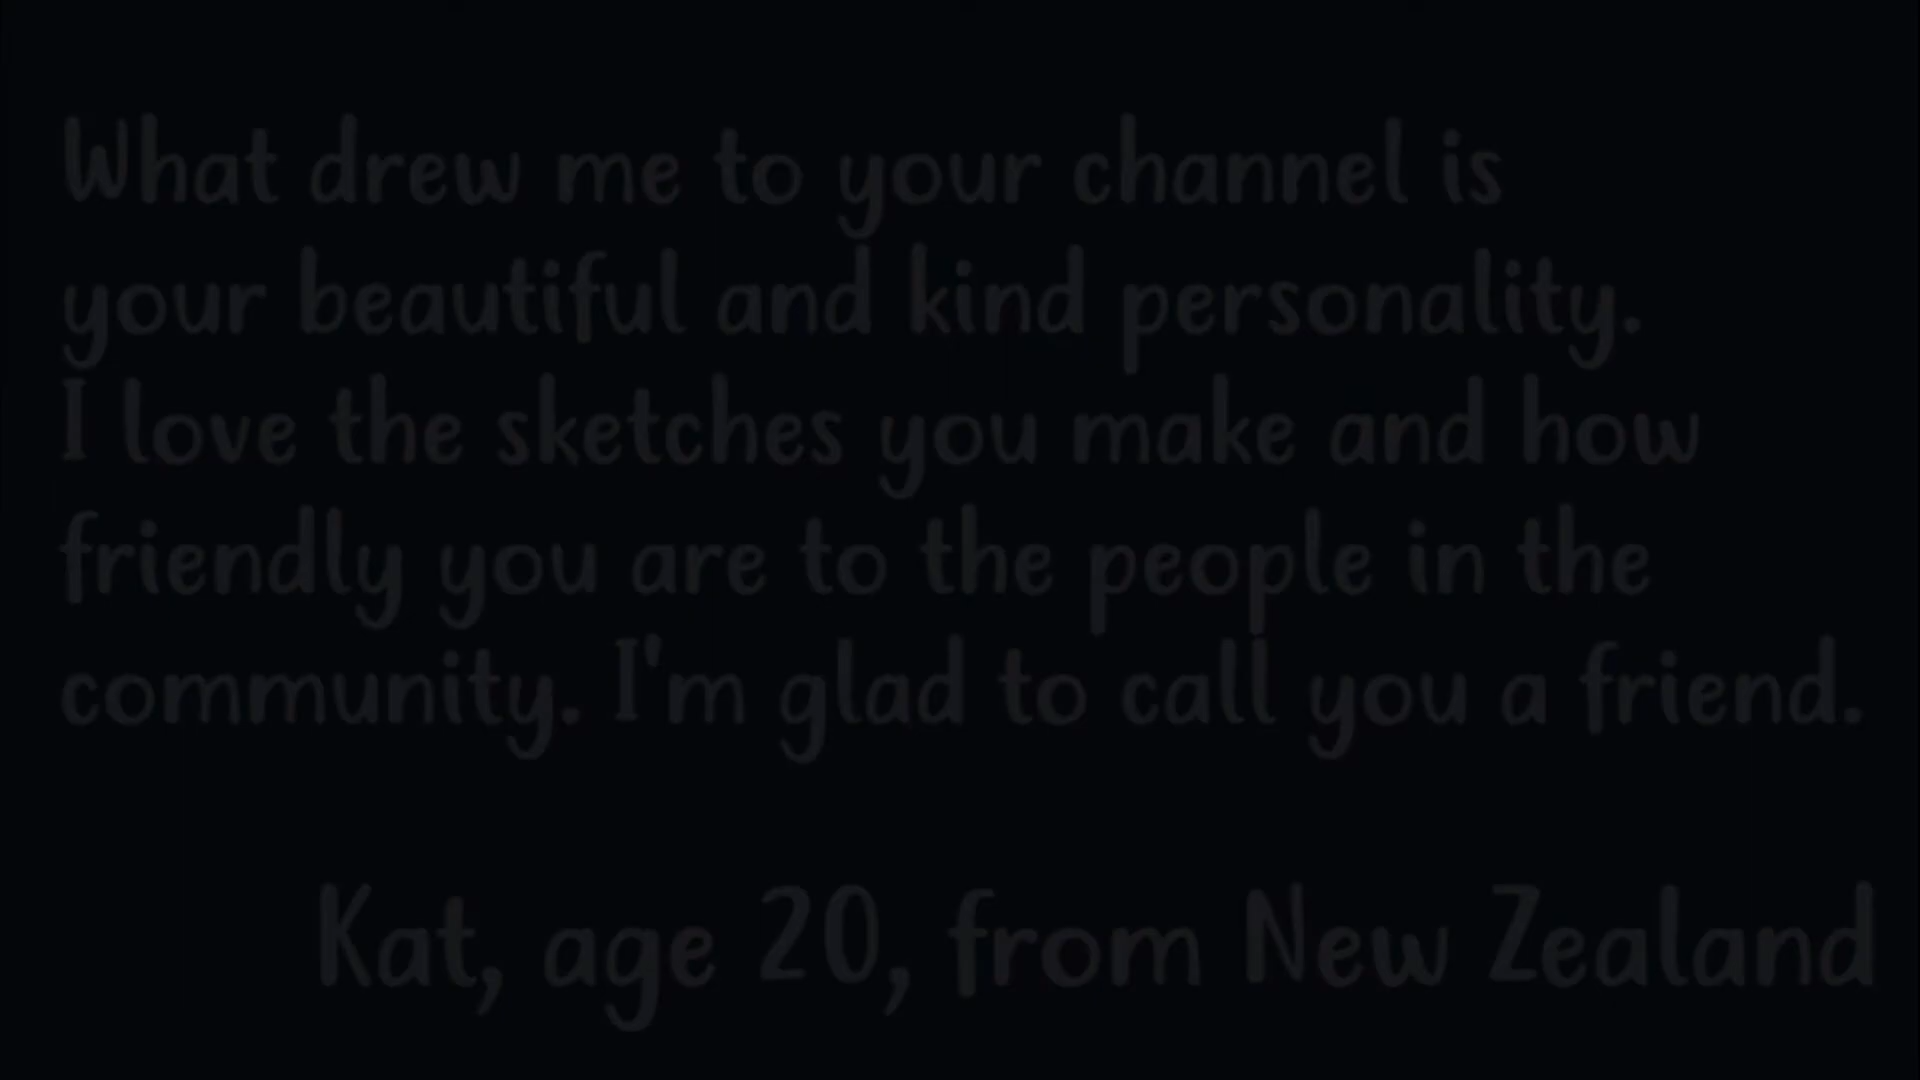 What drew me to your channel is
your beautiful and kind personality.
I love the sketches you make and how
friendly you are to the people in the
community. I'm glad to call you a friend.
Kat, age 20, from New Zealand